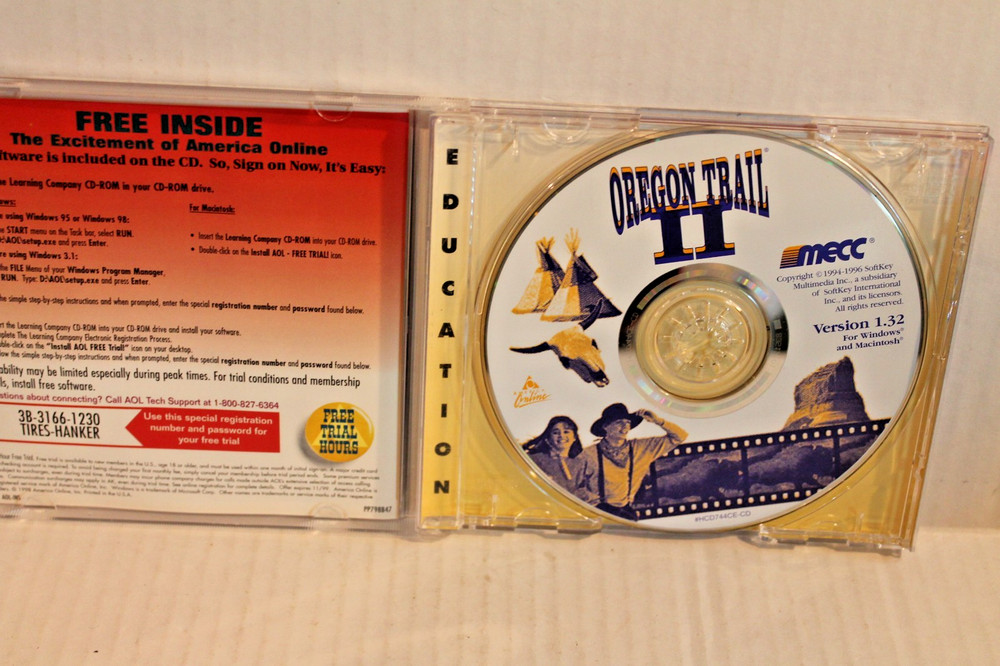 FREE INSIDE
The Excitement of America Online
ftware is included on the CD. So, Sign on Now, It's Easy:
Learning Company CD-ROM in your CD-ROM drive.
ows:
using Windows 95 or Windows 98:
START menu on the Task bar, select RUN.
D:\AOL\setup.exe and press Enter.
re using Windows 3.1:
the FILE Menu of your Windows Program Manager,
RUN. Type: D:\AOL\setup.exe and press Enter.
For Macintosh:
• Insert the Learning Company CD-ROM into your CD-ROM drive.
• Double-click on the Install AOL - FREE TRIAL! icon.
he simple step-by-step instructions and when prompted, enter the special registration number and password found below.
rt the Learning Company CD-ROM into your CD-ROM drive and install your software.
plete The Learning Company Electronic Registration Process.
ble-click on the "Install AOL FREE Trial!" icon on your desktop.
ow the simple step-by-step instructions and when prompted, enter the special registration number and password found below.
ability may be limited especially during peak times. For trial conditions and membership
ls, install free software.
stions about connecting? Call AOL Tech Support at 1-800-827-6364
3B-3166-1230
TIRES-HANKER
Use this special registration
number and password for
your free trial
FREE
TRIAL
HOURS
PP798847
EDUCATION
OREGON TRAIL®
II
mecc®
Copyright © 1994-1996 SoftKey
Multimedia Inc., a subsidiary
of SoftKey International
Inc., and its licensors.
All rights reserved.
Version 1.32
For Windows®
and Macintosh®
America
Online
#HCD744CE-CD